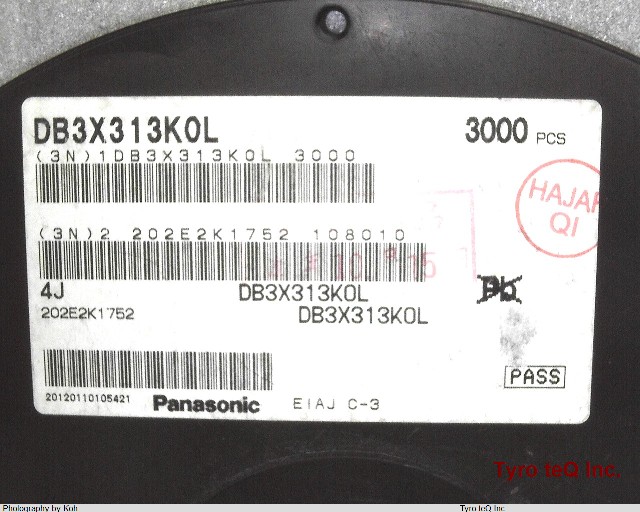 DB3X313K0L 3000 PCS
(3N)1DB3X313K0L 3000
(3N)2 202E2K1752 108010
4J DB3X313K0L
202E2K1752 DB3X313K0L
Pb
PASS
20120110105421 Panasonic EIAJ C-3
QI
Tyro teQ Inc.
Photography by Koh Tyro teQ Inc